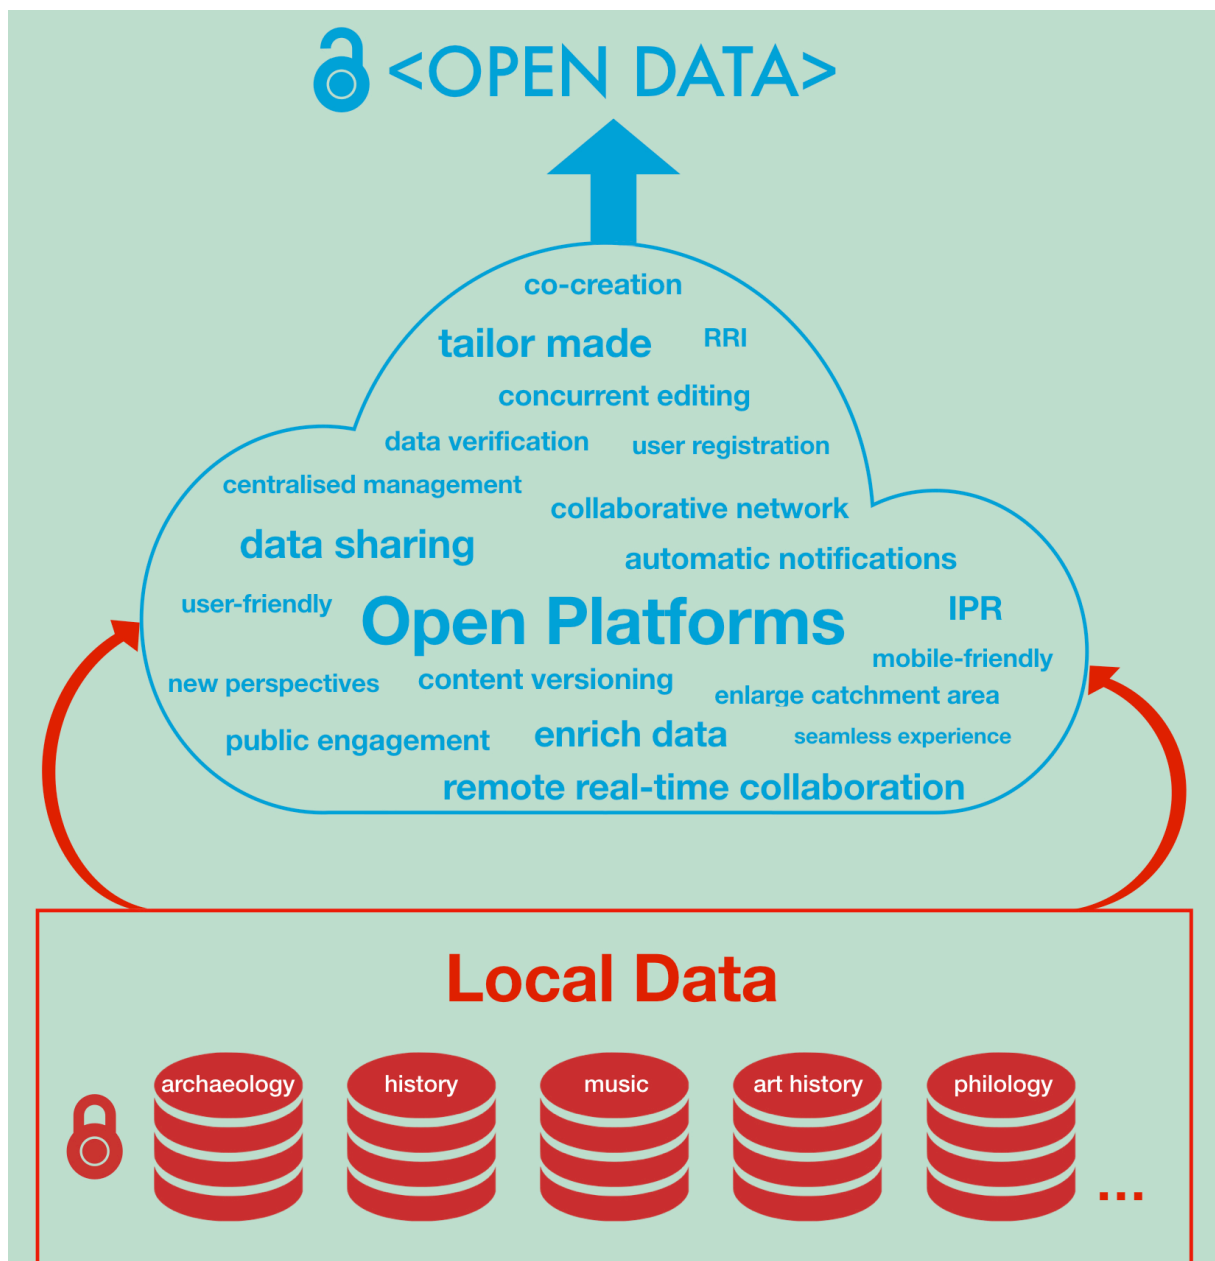 <OPEN DATA>
co-creation
tailor made RRI
concurrent editing
data verification user registration
centralised management
collaborative network
data sharing
automatic notifications
user-friendly Open Platforms IPR
mobile-friendly
new perspectives content versioning
enlarge catchment area
public engagement enrich data seamless experience
remote real-time collaboration
Local Data
archaeology history music art history philology
...